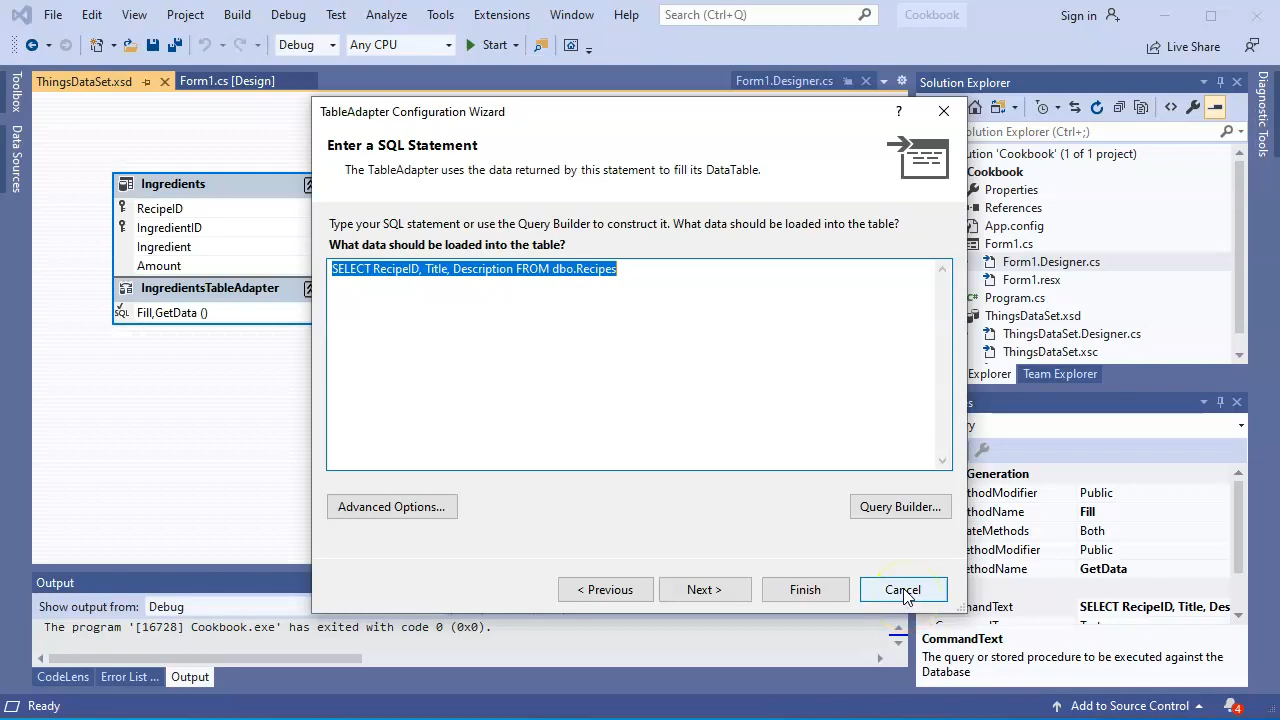 File Edit View Project Build Debug Test Analyze Tools Extensions Window Help Search (Ctrl+Q) Cookbook Sign in
Debug Any CPU Start Live Share
ThingsDataSet.xsd Form1.cs [Design] Form1.Designer.cs Solution Explorer
Toolbox
Data Sources
Diagnostic Tools
TableAdapter Configuration Wizard ?
Enter a SQL Statement
The TableAdapter uses the data returned by this statement to fill its DataTable.
Type your SQL statement or use the Query Builder to construct it. What data should be loaded into the table?
What data should be loaded into the table?
SELECT RecipeID, Title, Description FROM dbo.Recipes
Advanced Options... Query Builder...
< Previous Next > Finish Cancel
Ingredients
RecipeID
IngredientID
Ingredient
Amount
IngredientsTableAdapter
SQL Fill,GetData ()
olution Explorer (Ctrl+;)
olution 'Cookbook' (1 of 1 project)
Cookbook
Properties
References
App.config
Form1.cs
Form1.Designer.cs
Form1.resx
Program.cs
ThingsDataSet.xsd
ThingsDataSet.Designer.cs
ThingsDataSet.xsc
Explorer Team Explorer
s
ry
Generation
thodModifier Public
thodName Fill
ateMethods Both
ethodModifier Public
ethodName GetData
mandText SELECT RecipeID, Title, Des
CommandText
The query or stored procedure to be executed against the
Database
Output
Show output from: Debug
The program '[16728] Cookbook.exe' has exited with code 0 (0x0).
CodeLens Error List ... Output
Ready Add to Source Control 4